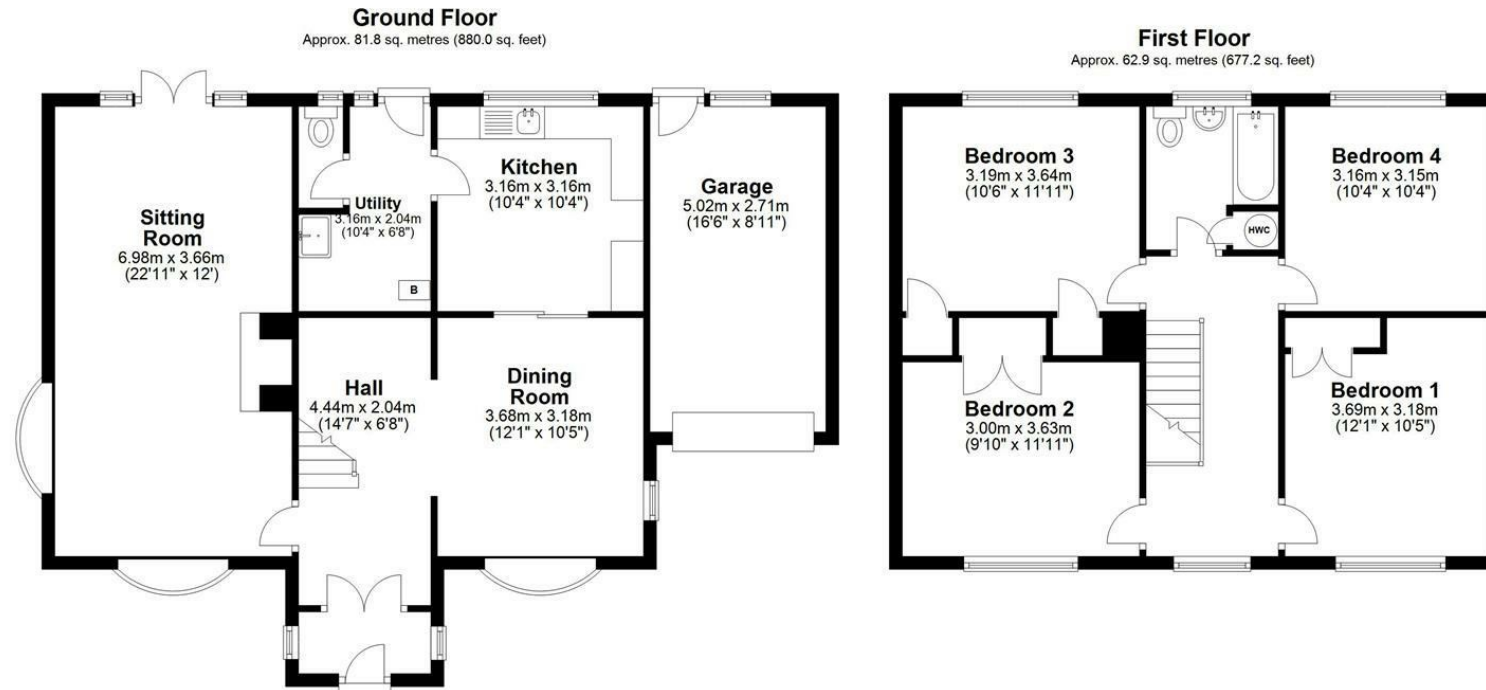 Ground Floor
Approx. 81.8 sq. metres (880.0 sq. feet)
Sitting
Room
6.98m x 3.66m
(22'11" x 12')
Utility
3.16m x 2.04m
(10'4" x 6'8")
B
Kitchen
3.16m x 3.16m
(10'4" x 10'4")
Garage
5.02m x 2.71m
(16'6" x 8'11")
Hall
4.44m x 2.04m
(14'7" x 6'8")
Dining
Room
3.68m x 3.18m
(12'1" x 10'5")
First Floor
Approx. 62.9 sq. metres (677.2 sq. feet)
Bedroom 3
3.19m x 3.64m
(10'6" x 11'11")
HWC
Bedroom 4
3.16m x 3.15m
(10'4" x 10'4")
Bedroom 2
3.00m x 3.63m
(9'10" x 11'11")
Bedroom 1
3.69m x 3.18m
(12'1" x 10'5")